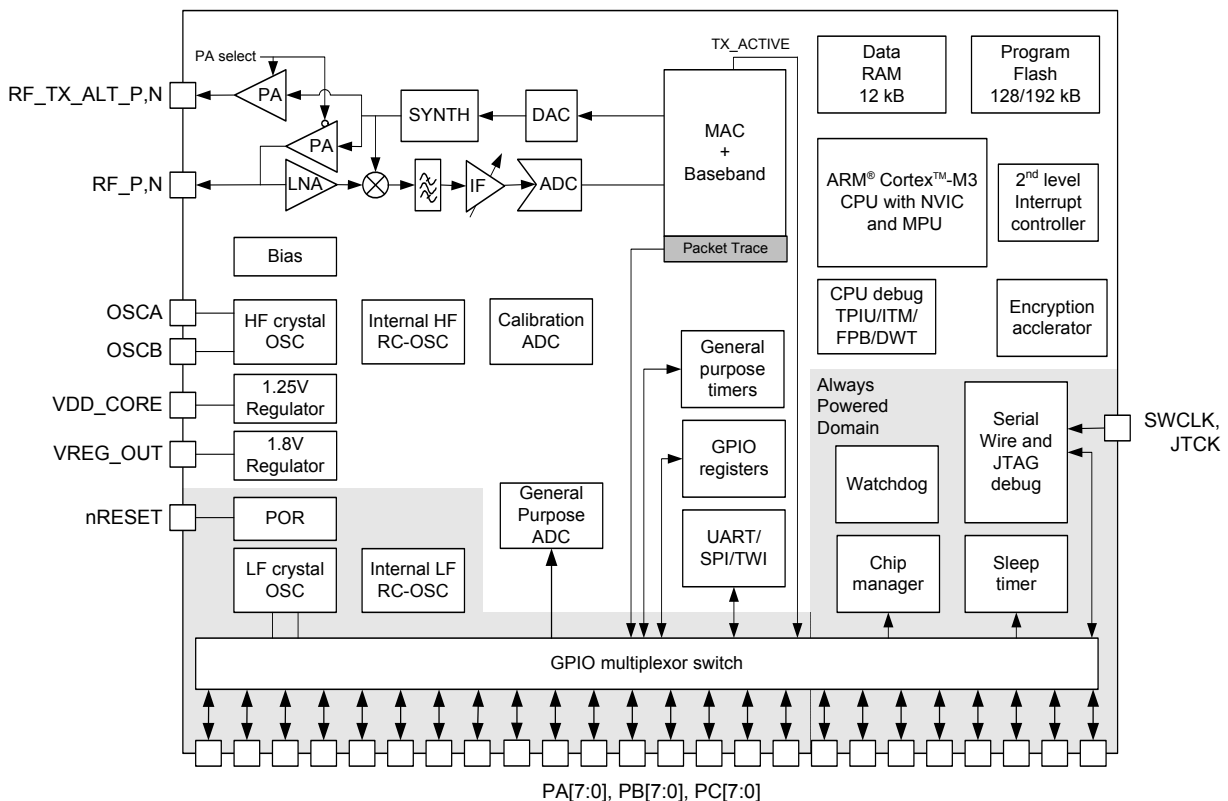 TX_ACTIVE
PA select
RF_TX_ALT_P,N
PA
SYNTH
DAC
MAC
+
Baseband
Data
RAM
12 kB
Program
Flash
128/192 kB
PA
RF_P,N
LNA
IF
ADC
Packet Trace
ARM® Cortex™-M3
CPU with NVIC
and MPU
2nd level
Interrupt
controller
Bias
OSCA
OSCB
HF crystal
OSC
Internal HF
RC-OSC
Calibration
ADC
CPU debug
TPIU/ITM/
FPB/DWT
Encryption
acclerator
General
purpose
timers
Always
Powered
Domain
VDD_CORE
1.25V
Regulator
VREG_OUT
1.8V
Regulator
GPIO
registers
Serial
Wire and
JTAG
debug
SWCLK,
JTCK
Watchdog
nRESET
POR
General
Purpose
ADC
UART/
SPI/TWI
LF crystal
OSC
Internal LF
RC-OSC
Chip
manager
Sleep
timer
GPIO multiplexor switch
PA[7:0], PB[7:0], PC[7:0]